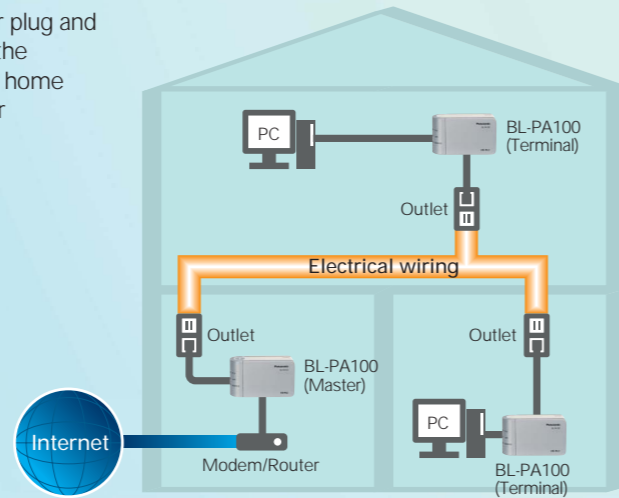 r plug and
the
home
r
PC
BL-PA100
(Terminal)
Outlet
Electrical wiring
Outlet
BL-PA100
(Master)
Internet
Modem/Router
Outlet
PC
BL-PA100
(Terminal)